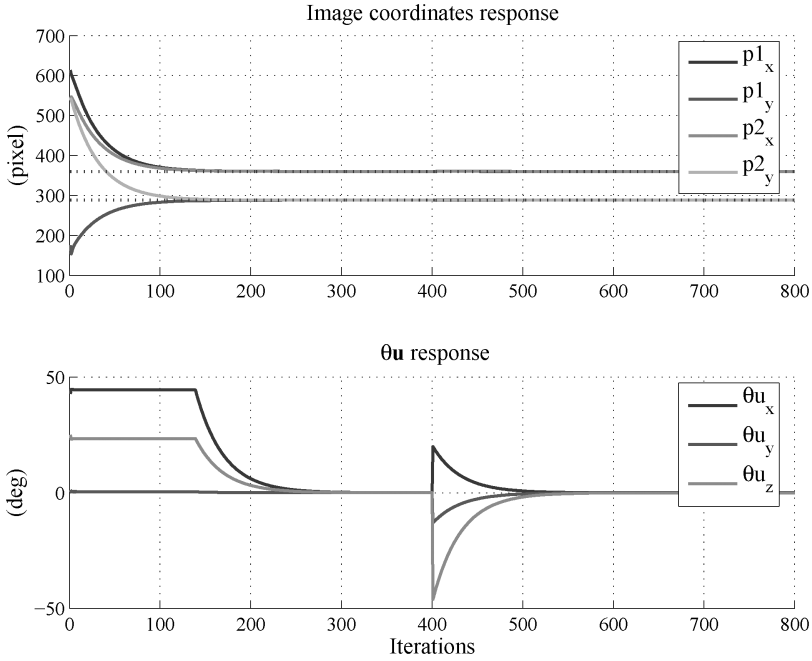 Image coordinates response
(pixel)
700
600
500
400
300
200
100
0 100 200 300 400 500 600 700 800
p1x
p1y
p2x
p2y
θu response
(deg)
50
0
−50
0 100 200 300 400 500 600 700 800
θux
θuy
θuz
Iterations